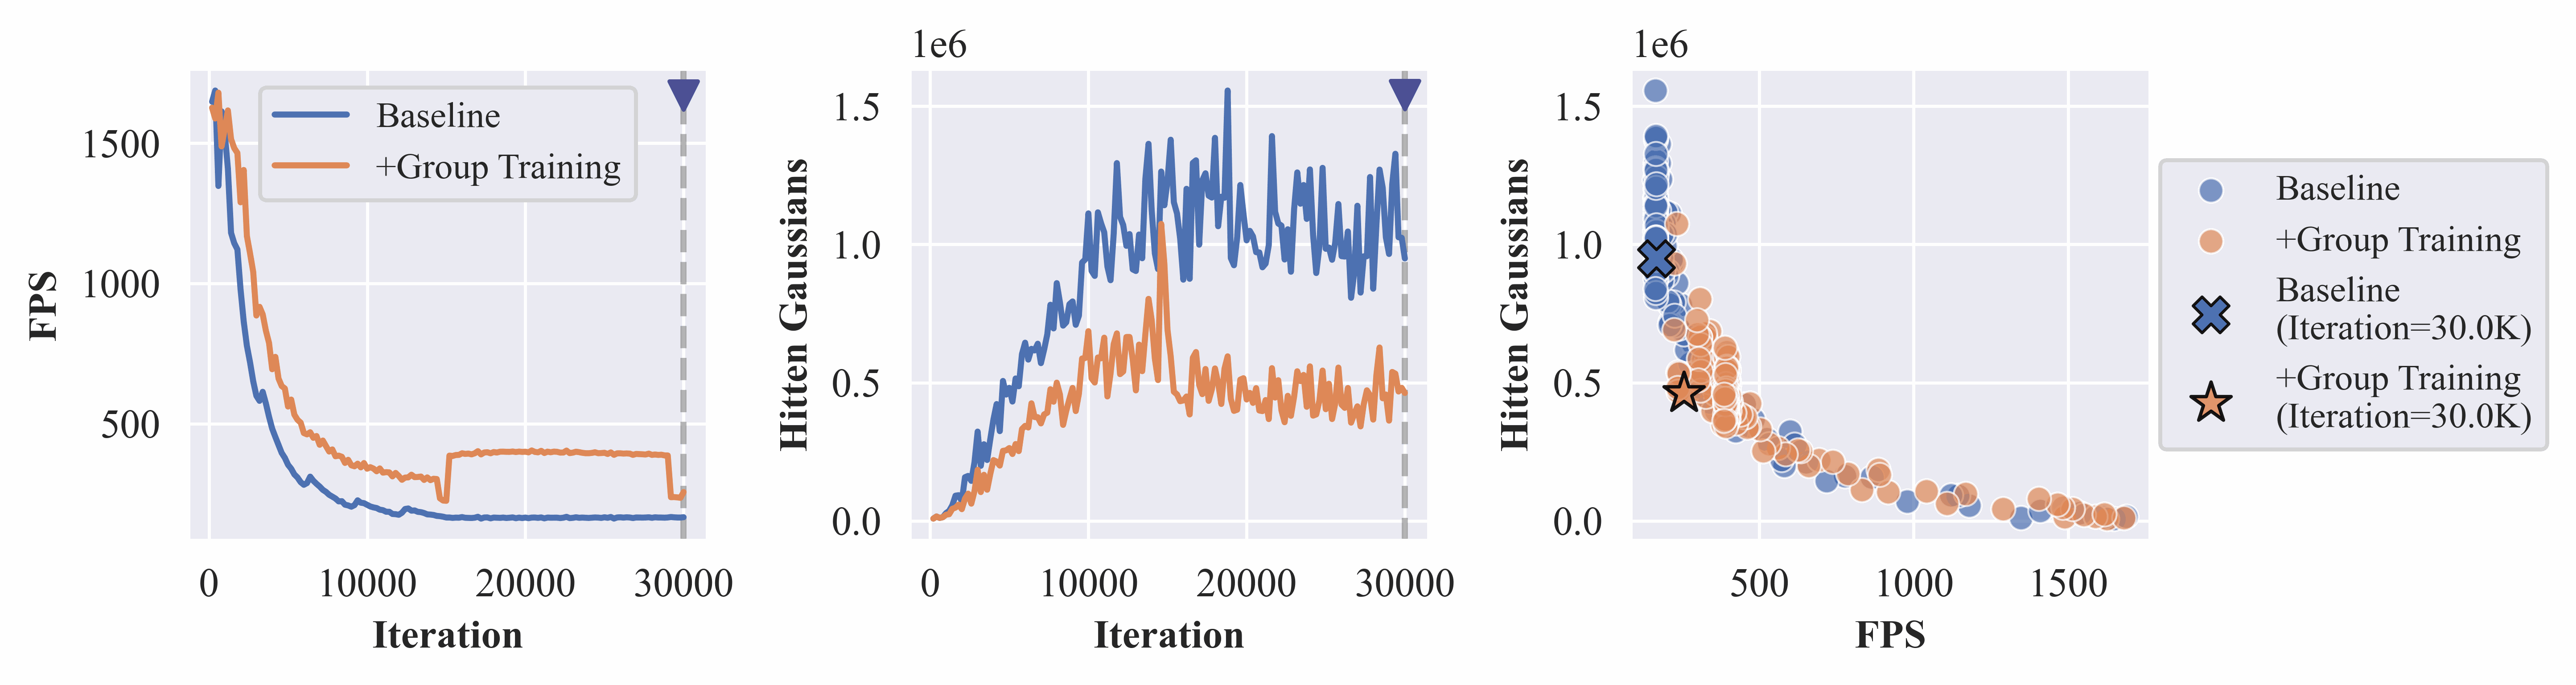 1500
1000
500
FPS
Baseline
+Group Training
0
10000
20000
30000
Iteration
1e6
1.5
1.0
0.5
0.0
Hitten Gaussians
0
10000
20000
30000
Iteration
1e6
1.5
1.0
0.5
0.0
Hitten Gaussians
500
1000
1500
FPS
Baseline
+Group Training
Baseline
(Iteration=30.0K)
+Group Training
(Iteration=30.0K)